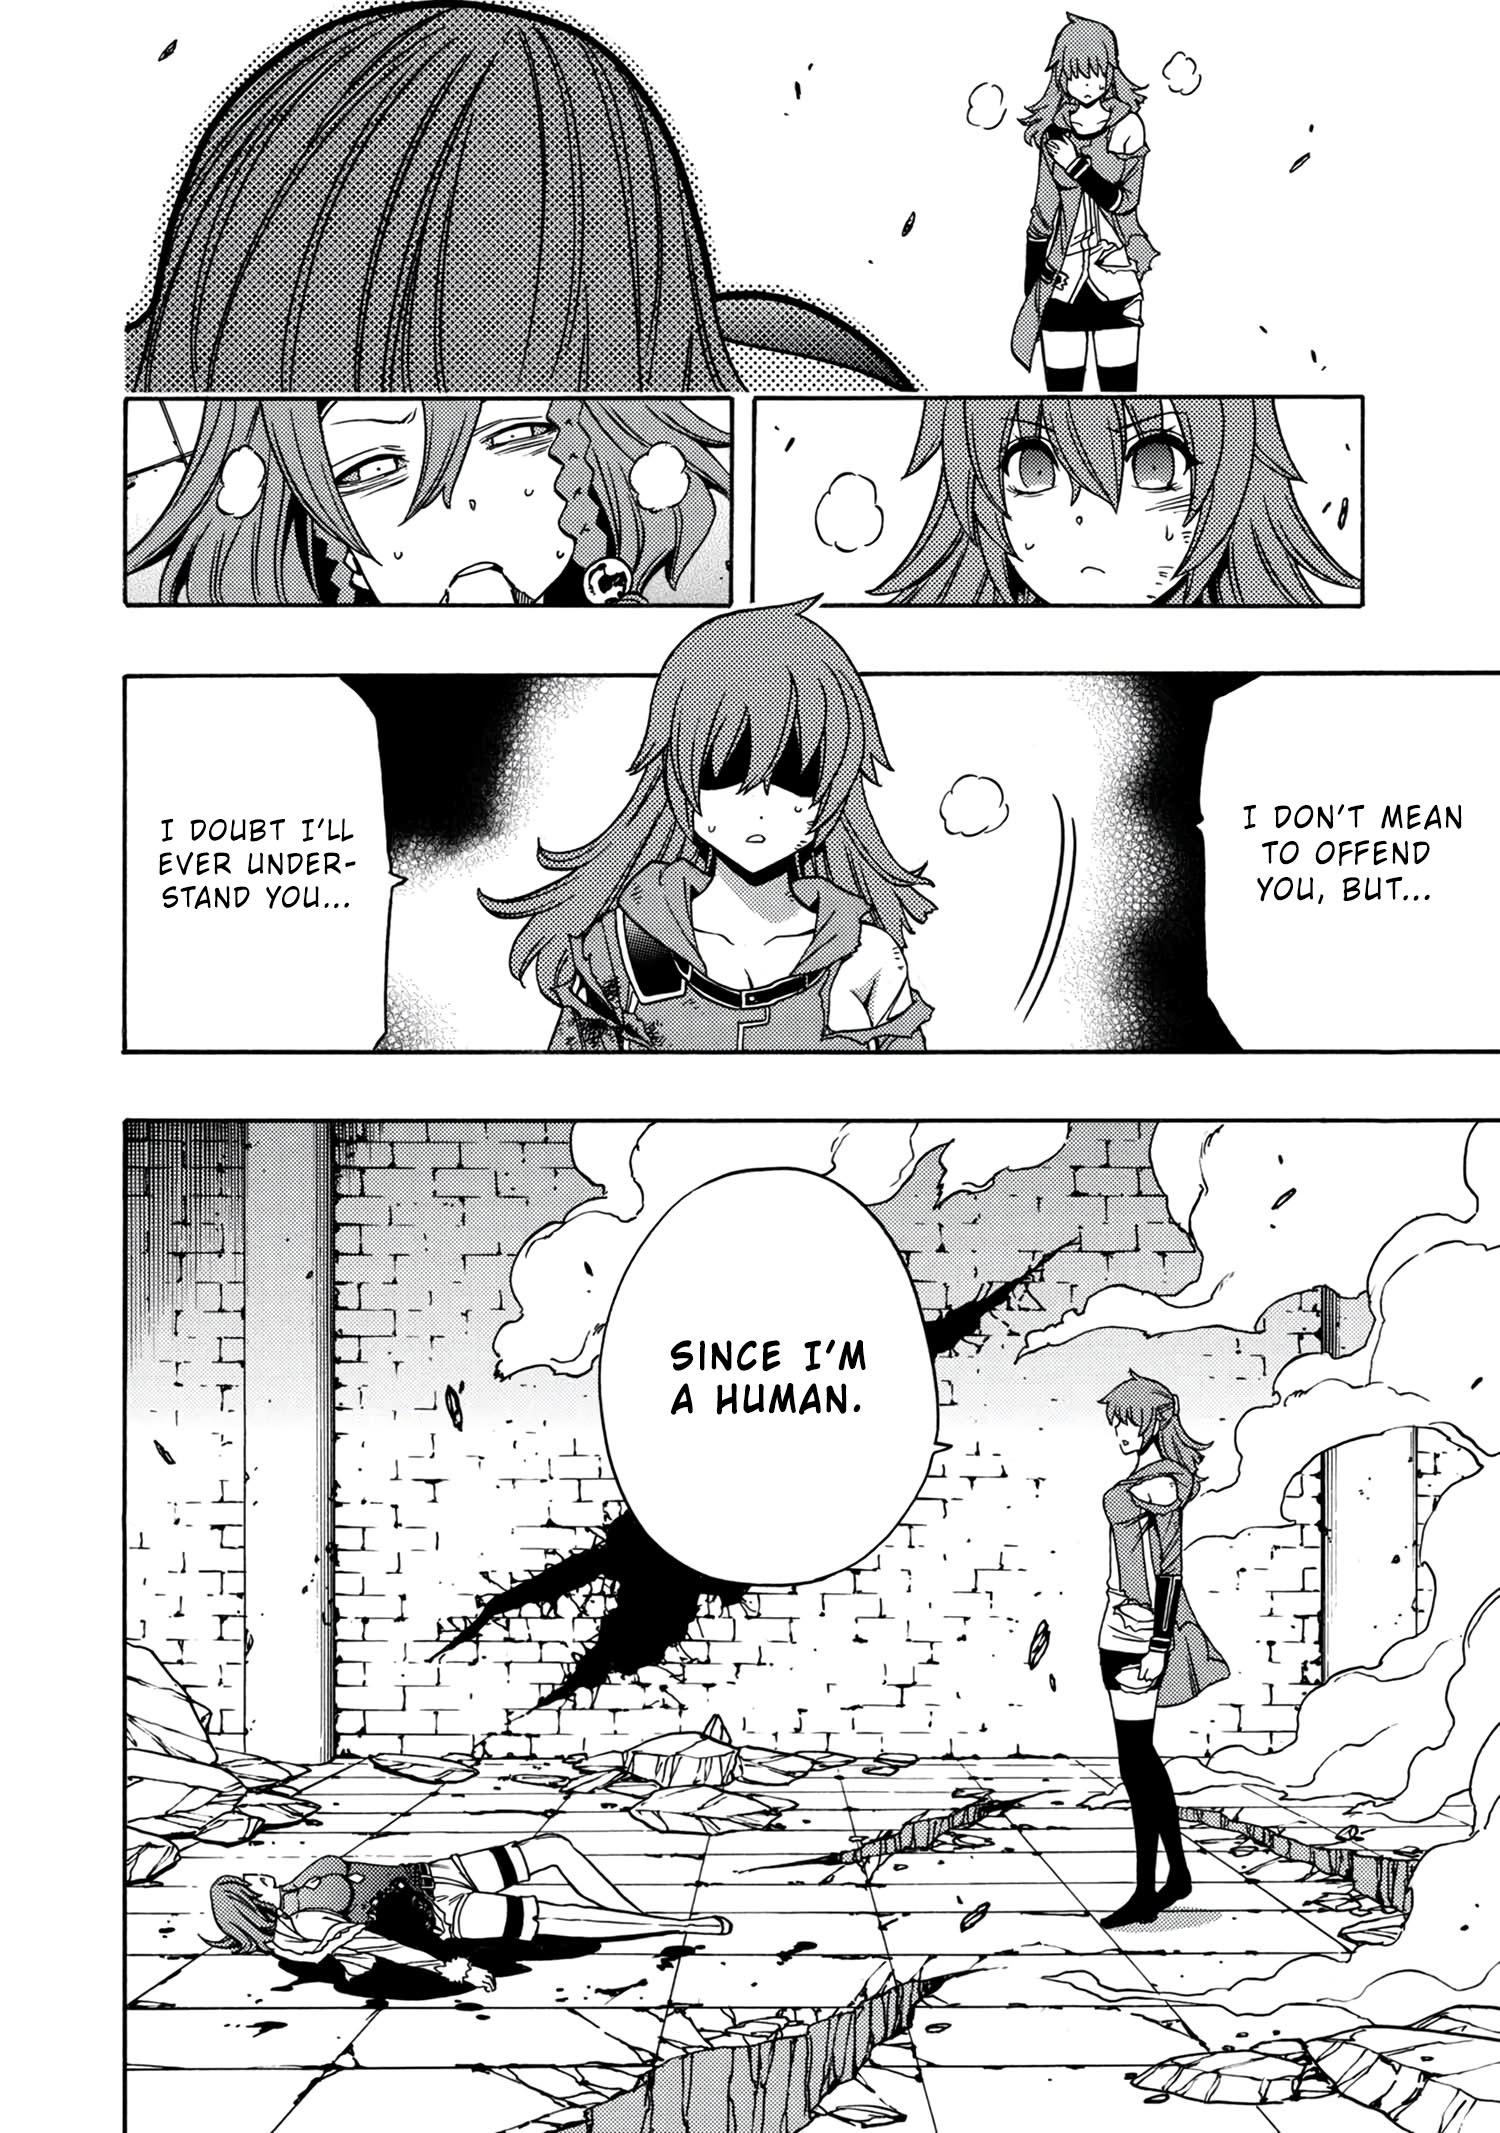 I DON'T MEAN
TO OFFEND
YOU, BUT...
I DOUBT I'LL
EVER UNDER-
STAND YOU...
SINCE I'M
A HUMAN.